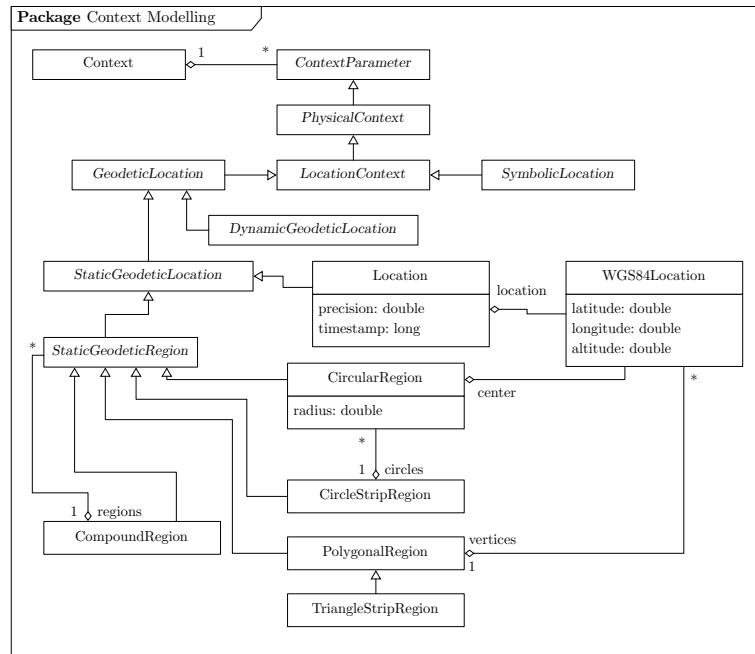 Package Context Modelling
Context
1
*
ContextParameter
PhysicalContext
GeodeticLocation
LocationContext
SymbolicLocation
DynamicGeodeticLocation
StaticGeodeticLocation
Location
precision: double
timestamp: long
location
WGS84Location
latitude: double
longitude: double
altitude: double
*
StaticGeodeticRegion
CircularRegion
radius: double
center
*
*
1
circles
CircleStripRegion
1
regions
CompoundRegion
PolygonalRegion
vertices
1
TriangleStripRegion